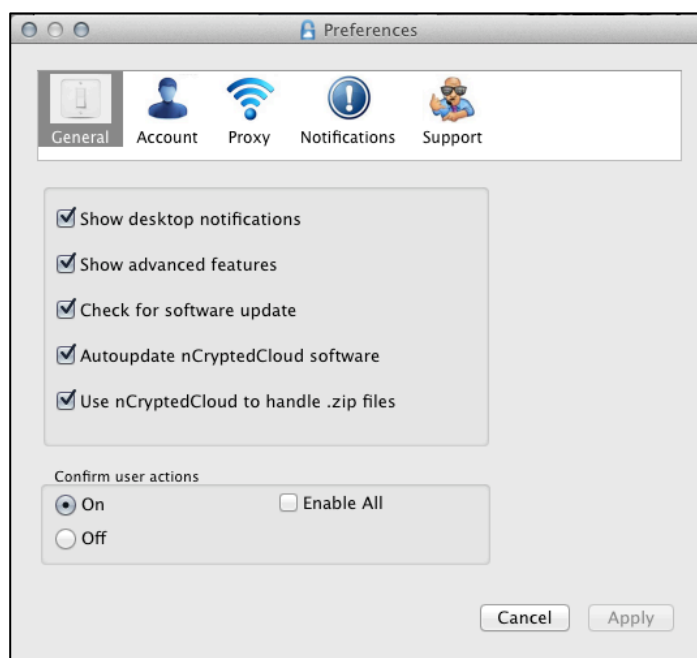 Preferences
General Account Proxy Notifications Support
Show desktop notifications
Show advanced features
Check for software update
Autoupdate nCryptedCloud software
Use nCryptedCloud to handle .zip files
Confirm user actions
On Enable All
Off
Cancel Apply